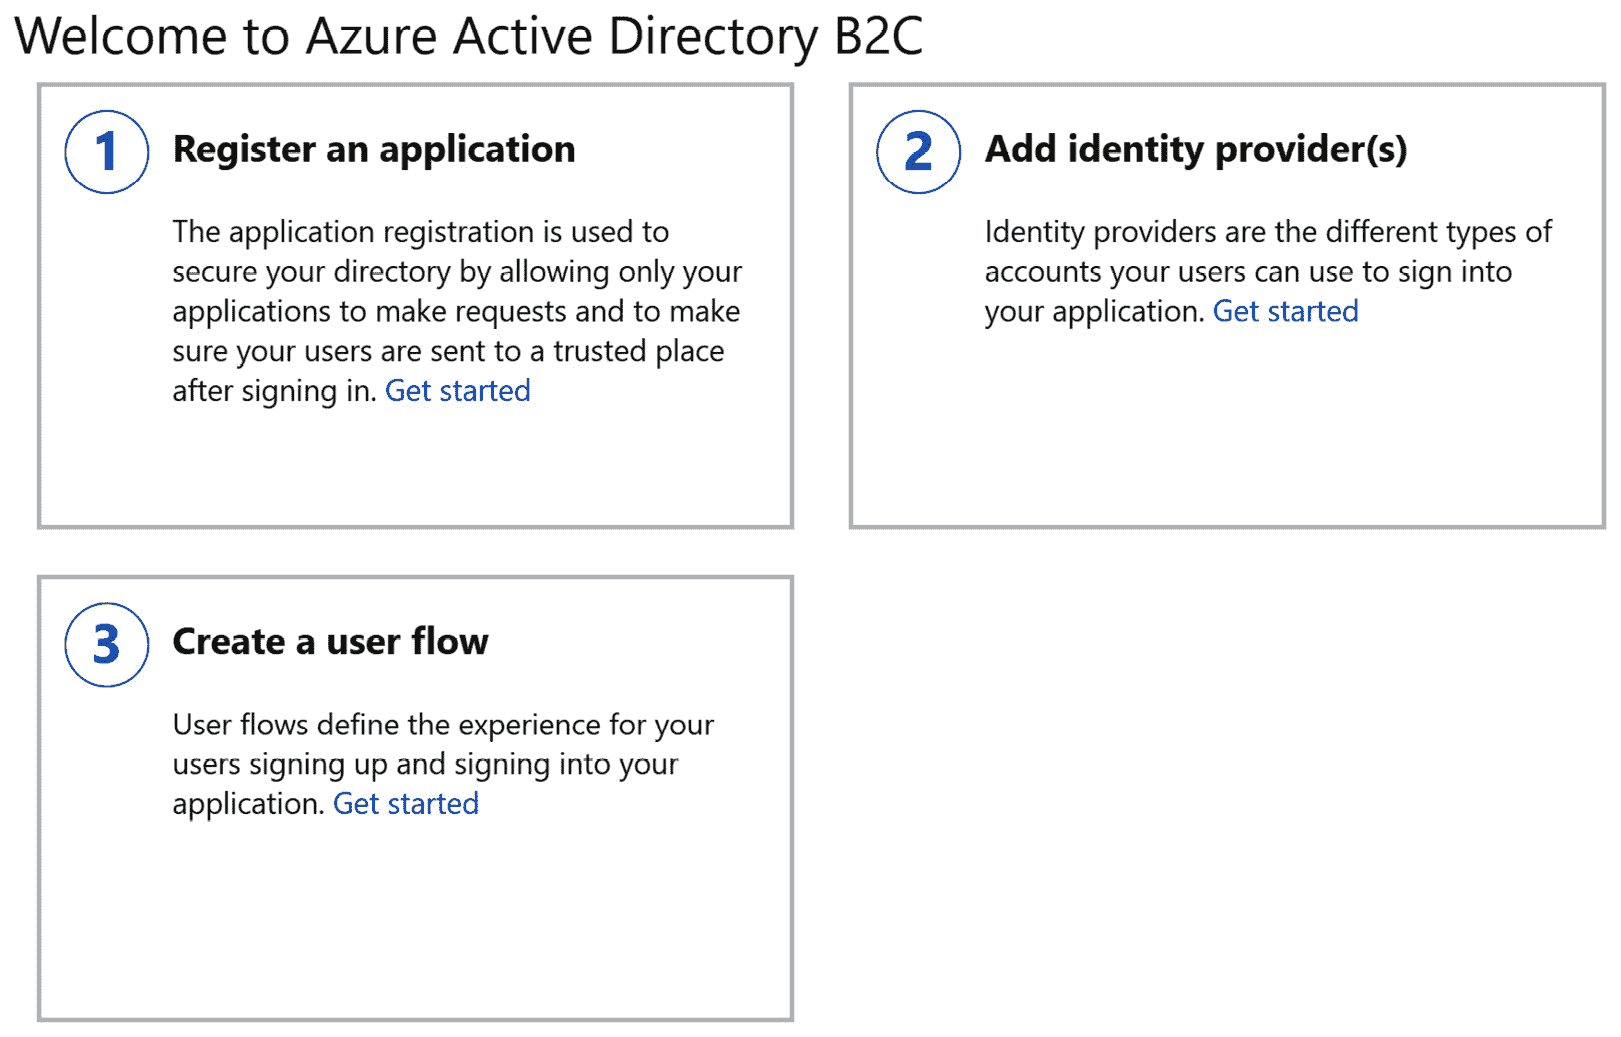 Welcome to Azure Active Directory B2C
1
Register an application
The application registration is used to
secure your directory by allowing only your
applications to make requests and to make
sure your users are sent to a trusted place
after signing in. Get started
2
Add identity provider(s)
Identity providers are the different types of
accounts your users can use to sign into
your application. Get started
3
Create a user flow
User flows define the experience for your
users signing up and signing into your
application. Get started